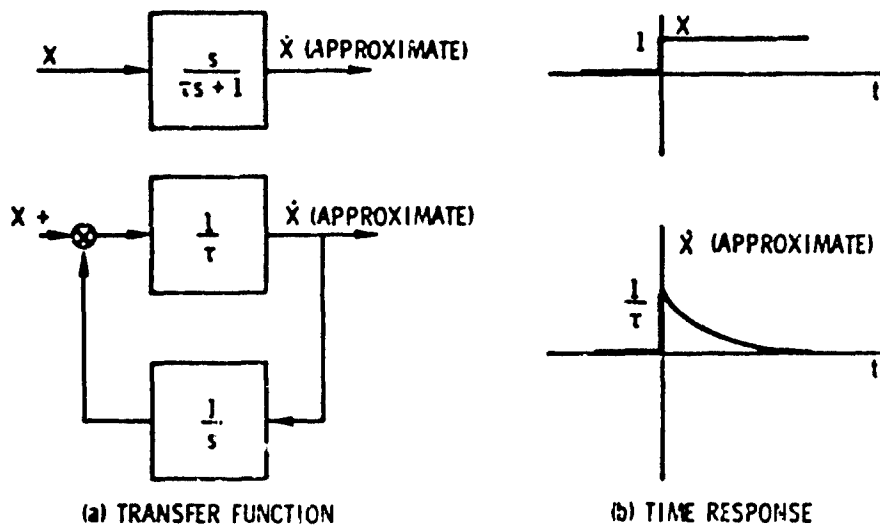 X
s
τs + 1
Ẋ (APPROXIMATE)
X +
1
τ
Ẋ (APPROXIMATE)
1
s
(a) TRANSFER FUNCTION
1
X
t
Ẋ (APPROXIMATE)
1
τ
t
(b) TIME RESPONSE